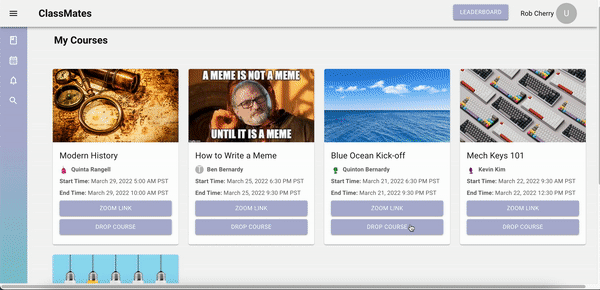 ClassMates
LEADERBOARD
Rob Cherry
U
My Courses
Modern History
Quinta Rangell
Start Time: March 29, 2022 5:00 AM PST
End Time: March 29, 2022 10:00 AM PST
ZOOM LINK
DROP COURSE
A MEME IS NOT A MEME
UNTIL IT IS A MEME
How to Write a Meme
Ben Bernardy
Start Time: March 25, 2022 6:30 PM PST
End Time: March 25, 2022 9:30 PM PST
ZOOM LINK
DROP COURSE
Blue Ocean Kick-off
Quinton Bernardy
Start Time: March 21, 2022 6:30 PM PST
End Time: March 21, 2022 9:30 PM PST
ZOOM LINK
DROP COURSE
Mech Keys 101
Kevin Kim
Start Time: March 22, 2022 9:30 AM PST
End Time: March 22, 2022 12:30 PM PST
ZOOM LINK
DROP COURSE